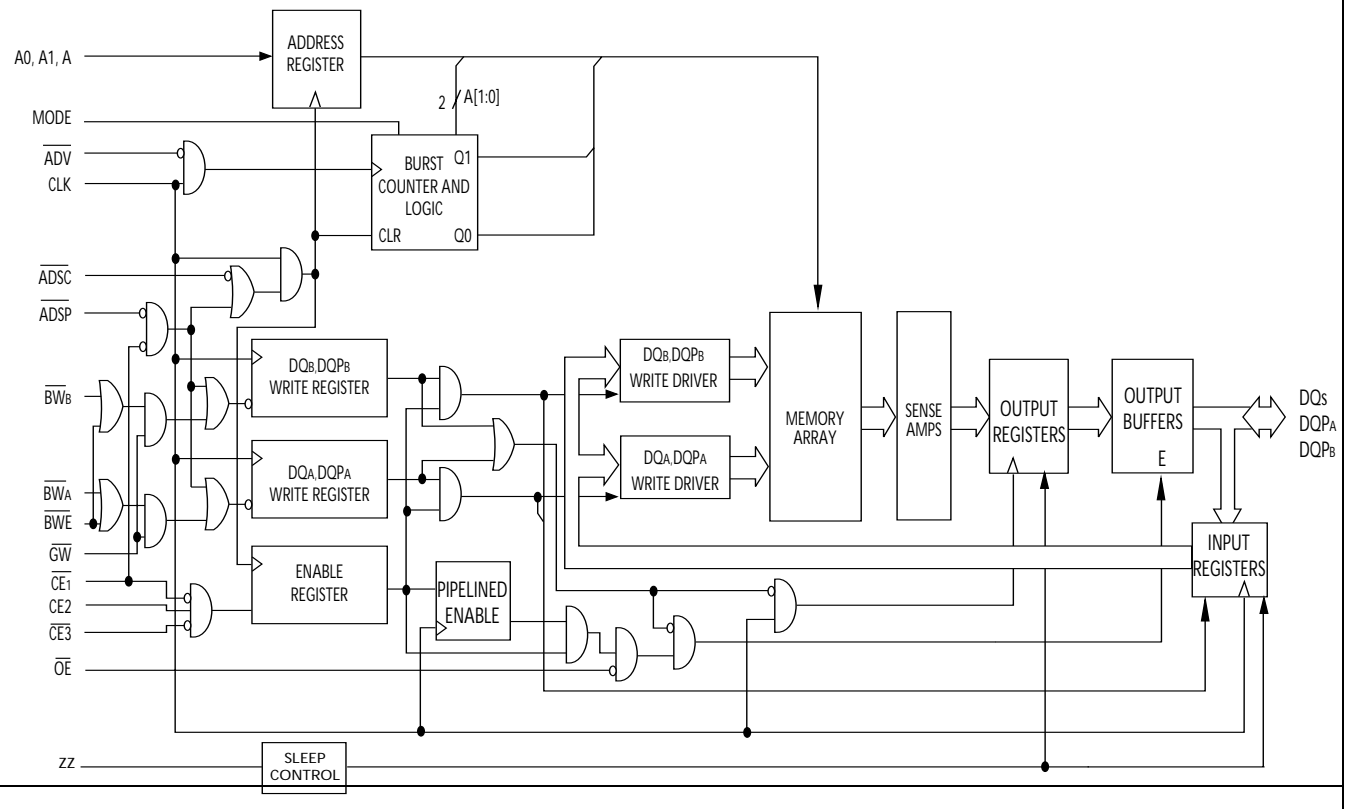 ADDRESS
REGISTER
A0, A1, A
2
A[1:0]
MODE
ADV
CLK
BURST
COUNTER AND
LOGIC
Q1
CLR
Q0
ADSC
ADSP
DQB,DQPB
WRITE REGISTER
DQB,DQPB
WRITE DRIVER
MEMORY
ARRAY
SENSE
AMPS
OUTPUT
REGISTERS
OUTPUT
BUFFERS
E
DQs
DQPA
DQPB
BWB
DQA,DQPA
WRITE REGISTER
DQA,DQPA
WRITE DRIVER
BWA
BWE
GW
CE1
CE2
CE3
ENABLE
REGISTER
PIPELINED
ENABLE
INPUT
REGISTERS
OE
ZZ
SLEEP
CONTROL